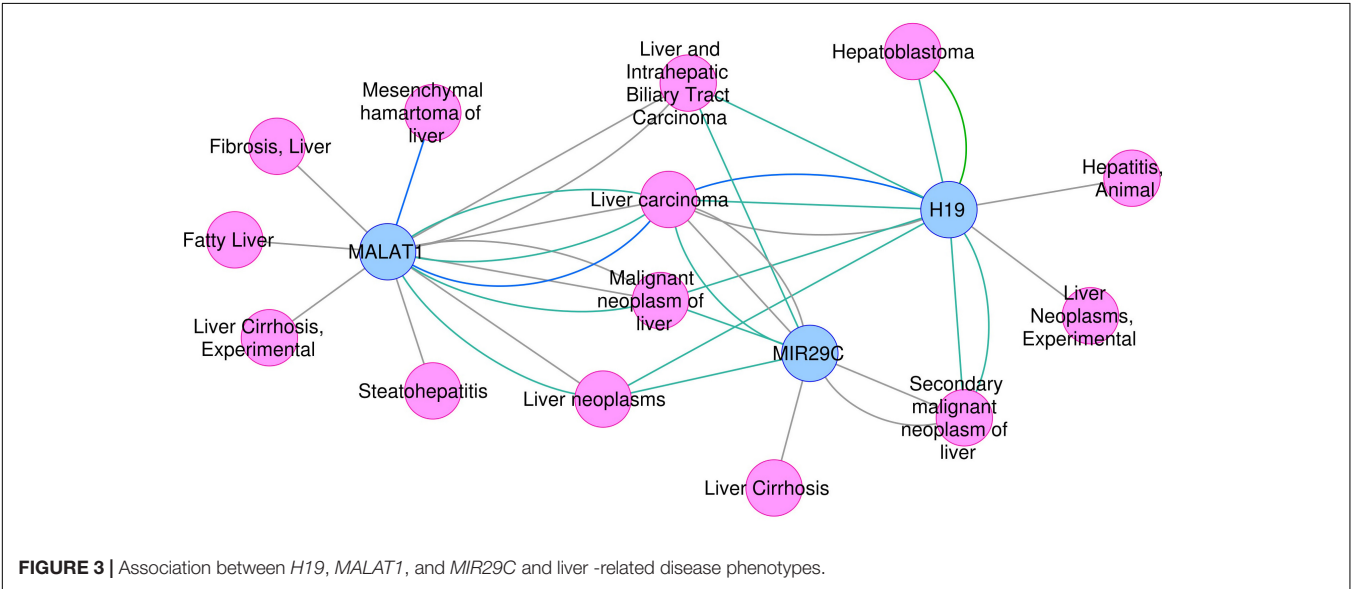 Liver and
Intrahepatic
Biliary Tract
Carcinoma
Hepatoblastoma
Mesenchymal
hamartoma of
liver
Fibrosis, Liver
Hepatitis,
Animal
Liver carcinoma
H19
Fatty Liver
MALAT1
Malignant
neoplasm of
liver
Liver
Neoplasms,
Experimental
Liver Cirrhosis,
Experimental
MIR29C
Steatohepatitis
Liver neoplasms
Secondary
malignant
neoplasm of
liver
Liver Cirrhosis
FIGURE 3 | Association between H19, MALAT1, and MIR29C and liver -related disease phenotypes.